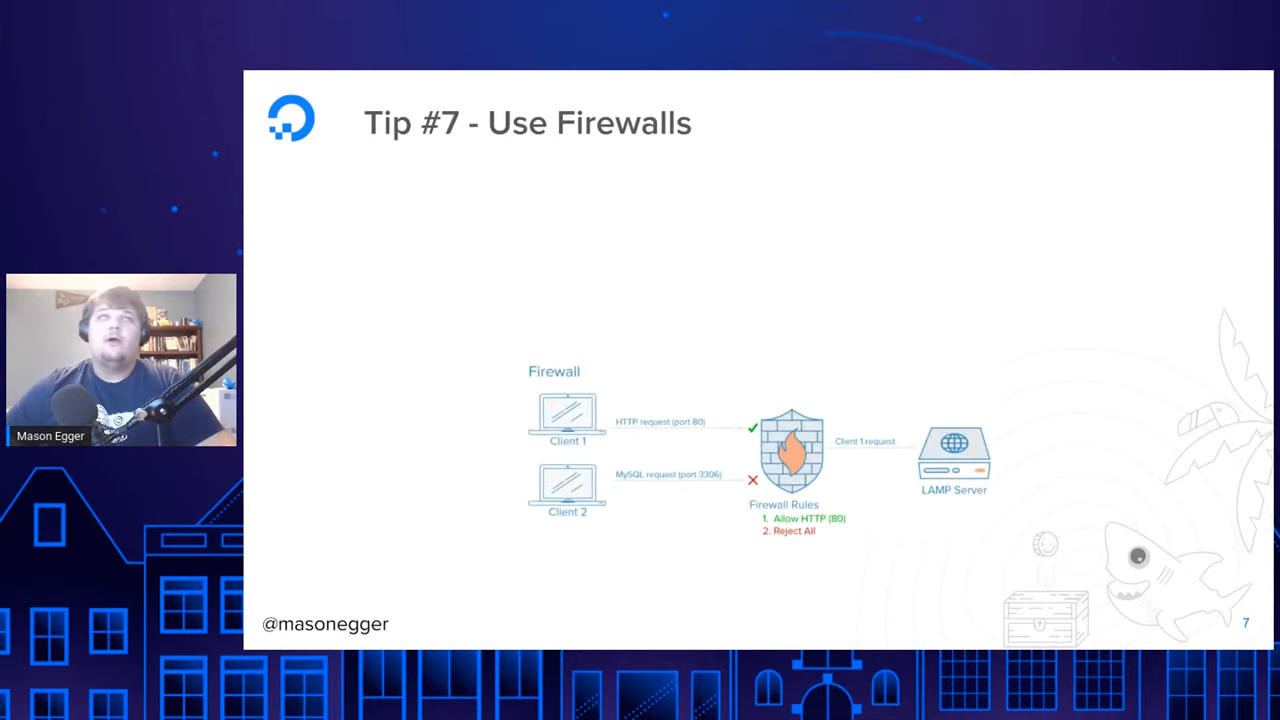 Tip #7 - Use Firewalls
Firewall
HTTP request (port 80)
Client 1
MySQL request (port 3306)
Client 2
Client 1 request
LAMP Server
Firewall Rules
1. Allow HTTP (80)
2. Reject All
Mason Egger
@masonegger
7